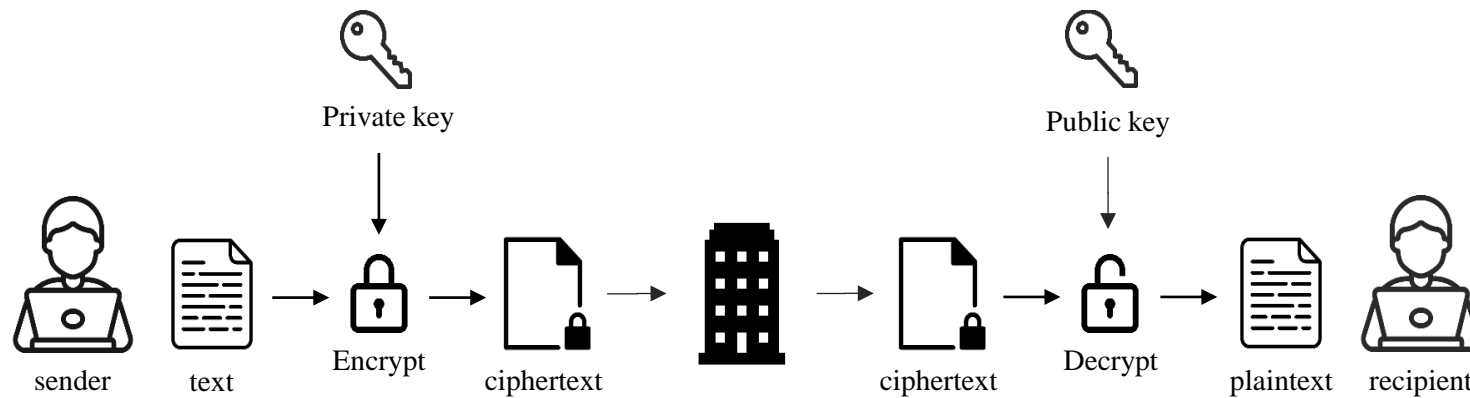 Private key
Public key
Encrypt
Decrypt
sender
text
ciphertext
ciphertext
plaintext
recipient